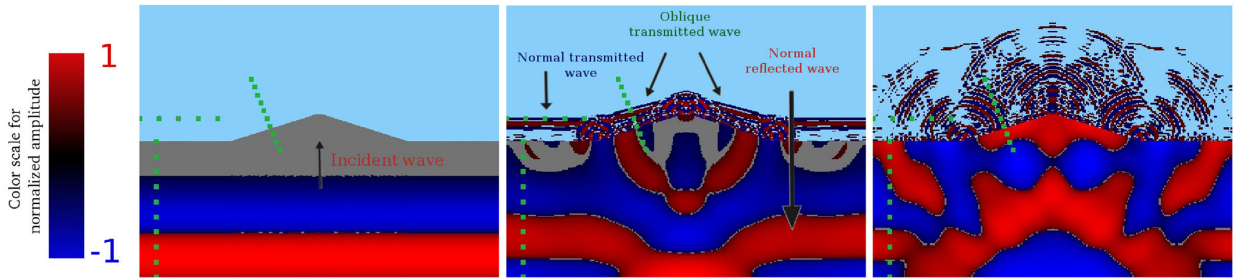 Color scale for
normalized amplitude
1
-1
Incident wave
Normal transmitted
wave
Oblique
transmitted wave
Normal
reflected wave